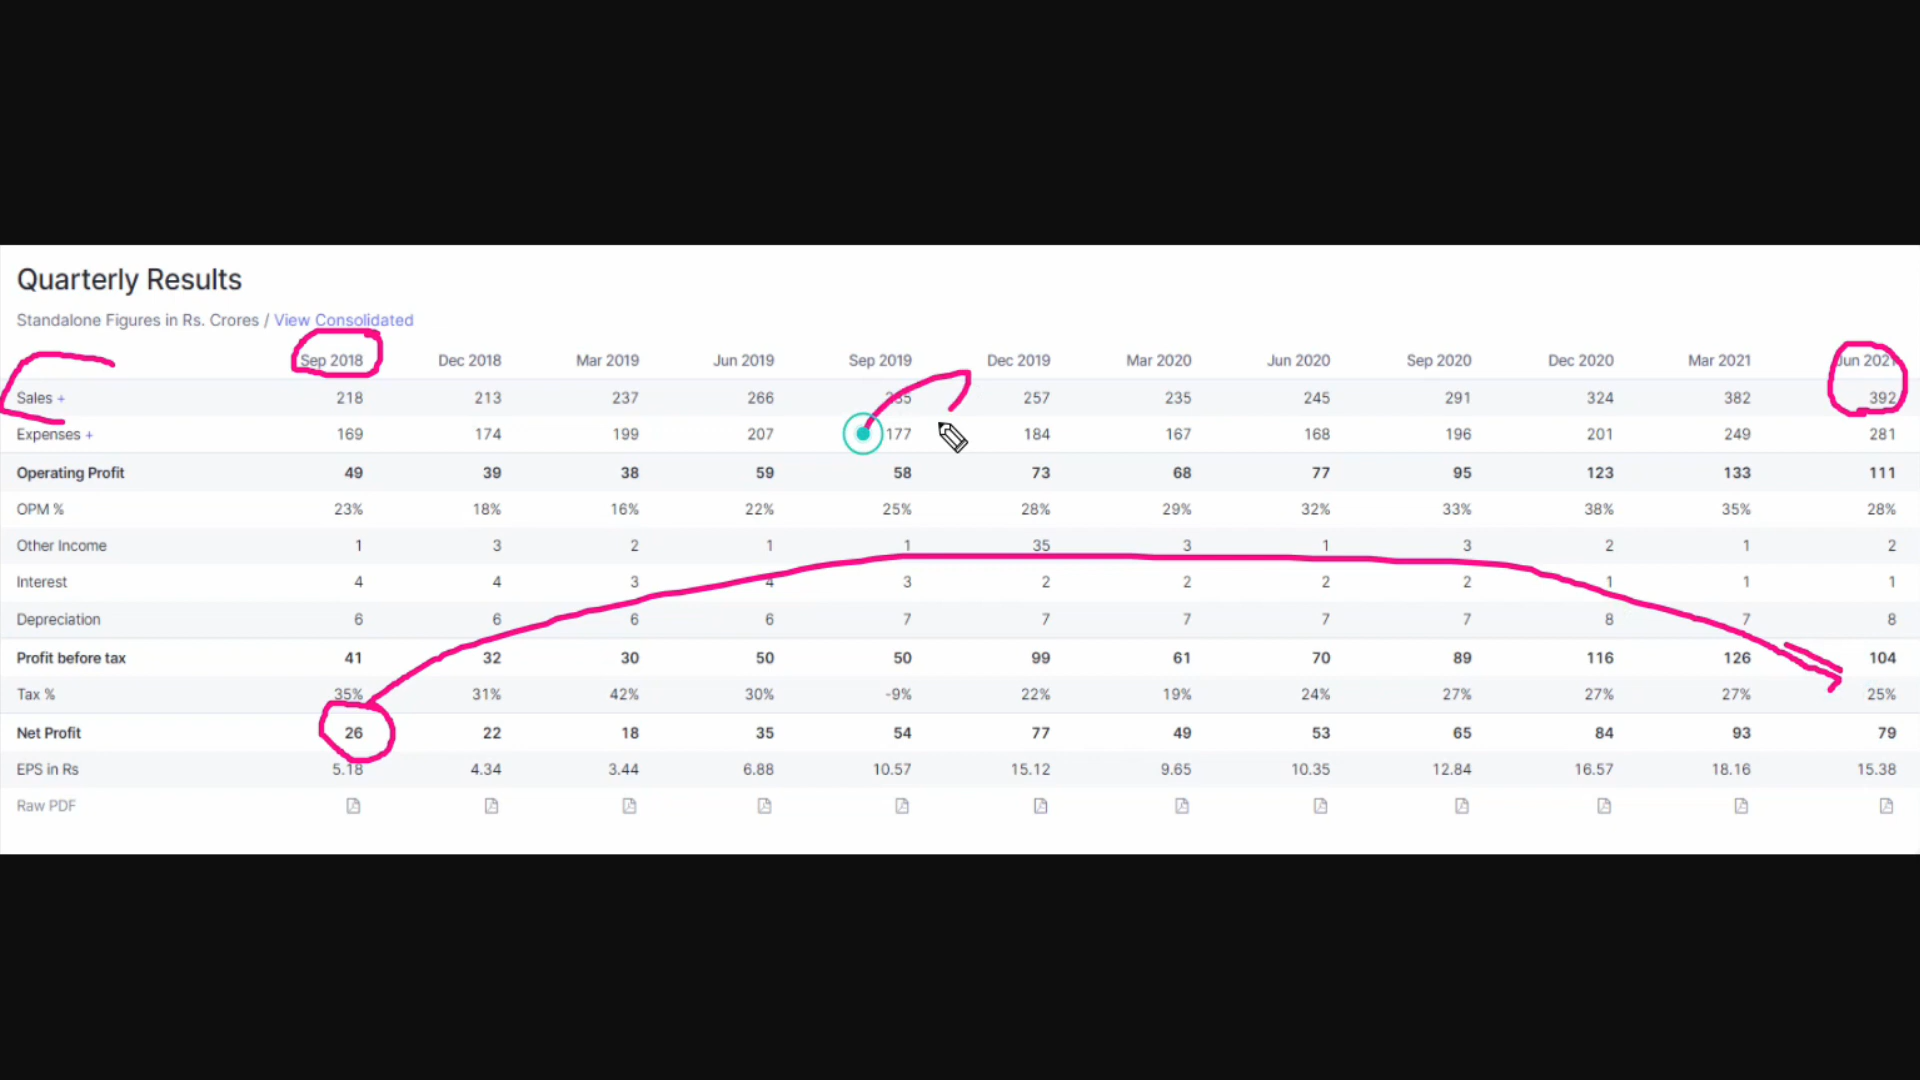 Quarterly Results
Standalone Figures in Rs. Crores / View Consolidated
Sep 2018 Dec 2018 Mar 2019 Jun 2019 Sep 2019 Dec 2019 Mar 2020 Jun 2020 Sep 2020 Dec 2020 Mar 2021 Jun 2021
Sales + 218 213 237 266 235 257 235 245 291 324 382 392
Expenses + 169 174 199 207 177 184 167 168 196 201 249 281
Operating Profit 49 39 38 59 58 73 68 77 95 123 133 111
OPM % 23% 18% 16% 22% 25% 28% 29% 32% 33% 38% 35% 28%
Other Income 1 3 2 1 1 35 3 1 3 2 1 2
Interest 4 4 3 4 3 2 2 2 2 1 1 1
Depreciation 6 6 6 6 7 7 7 7 7 8 7 8
Profit before tax 41 32 30 50 50 99 61 70 89 116 126 104
Tax % 35% 31% 42% 30% -9% 22% 19% 24% 27% 27% 27% 25%
Net Profit 26 22 18 35 54 77 49 53 65 84 93 79
EPS in Rs 5.18 4.34 3.44 6.88 10.57 15.12 9.65 10.35 12.84 16.57 18.16 15.38
Raw PDF